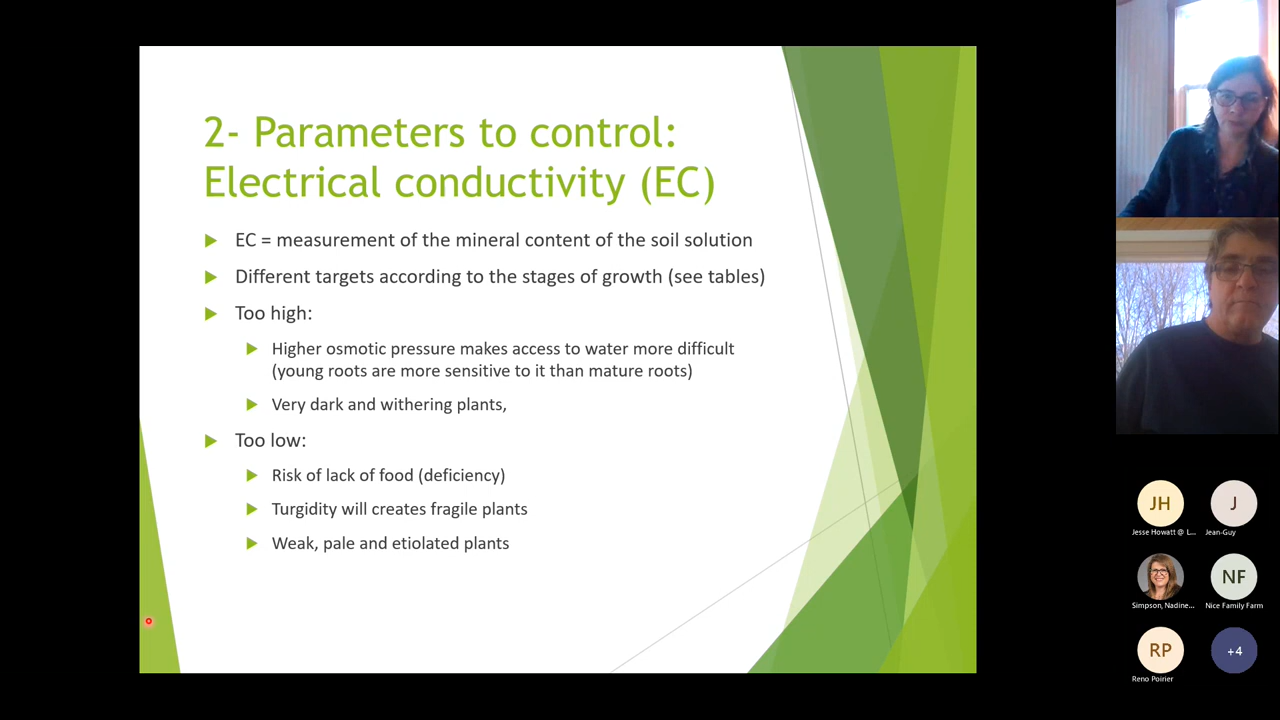 2- Parameters to control:
Electrical conductivity (EC)
EC = measurement of the mineral content of the soil solution
Different targets according to the stages of growth (see tables)
Too high:
Higher osmotic pressure makes access to water more difficult
(young roots are more sensitive to it than mature roots)
Very dark and withering plants,
Too low:
Risk of lack of food (deficiency)
Turgidity will creates fragile plants
Weak, pale and etiolated plants
JH
J
Jesse Howatt @ L...
Jean-Guy
NF
Simpson, Nadine...
Nice Family Farm
RP
+4
Reno Poirier